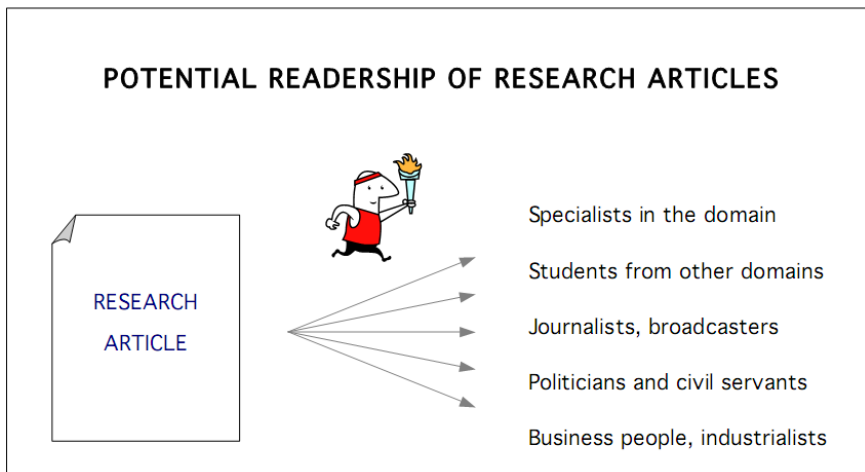 POTENTIAL READERSHIP OF RESEARCH ARTICLES
RESEARCH
ARTICLE
Specialists in the domain
Students from other domains
Journalists, broadcasters
Politicians and civil servants
Business people, industrialists